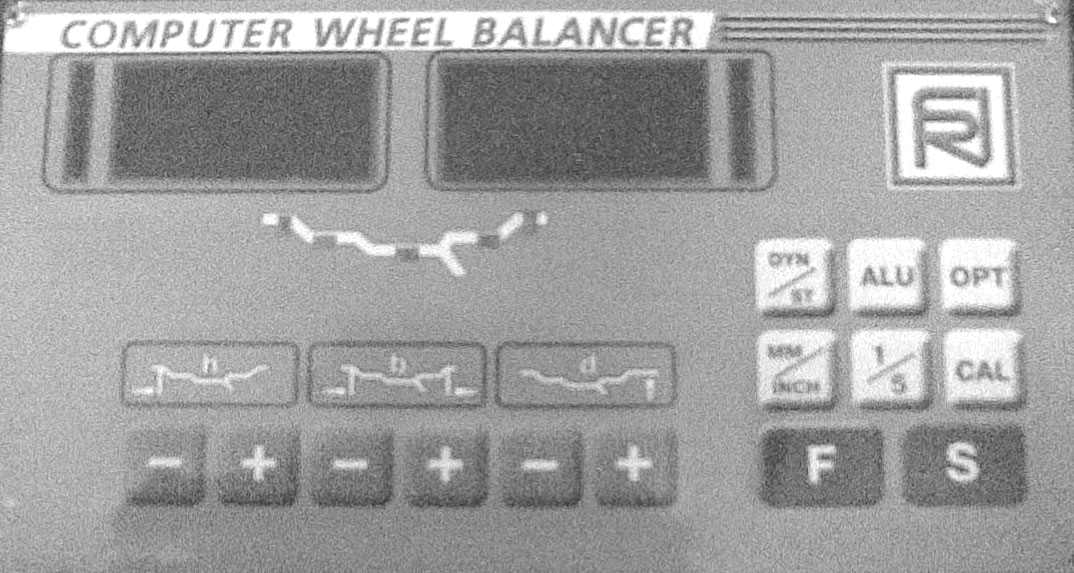 COMPUTER WHEEL BALANCER
DYN/ST ALU OPT
h b d
MM/INCH 1/5 CAL
- + - + - + F S